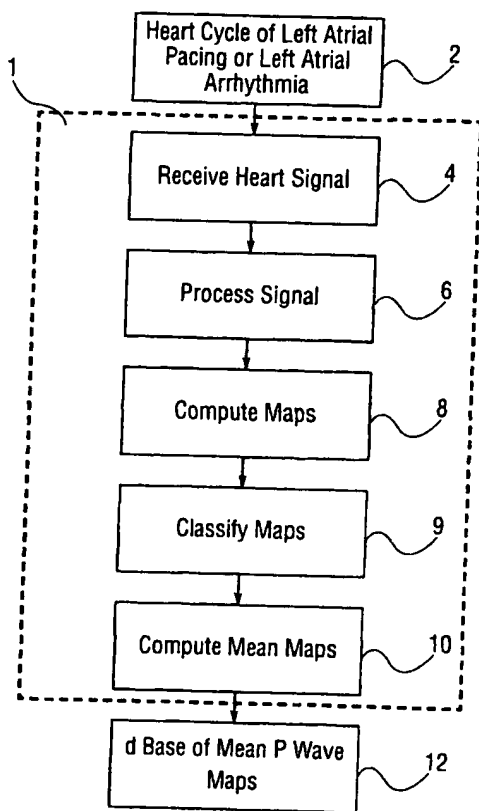 Heart Cycle of Left Atrial
Pacing or Left Atrial
Arrhythmia
2
1
Receive Heart Signal
4
Process Signal
6
Compute Maps
8
Classify Maps
9
Compute Mean Maps
10
d Base of Mean P Wave
Maps
12